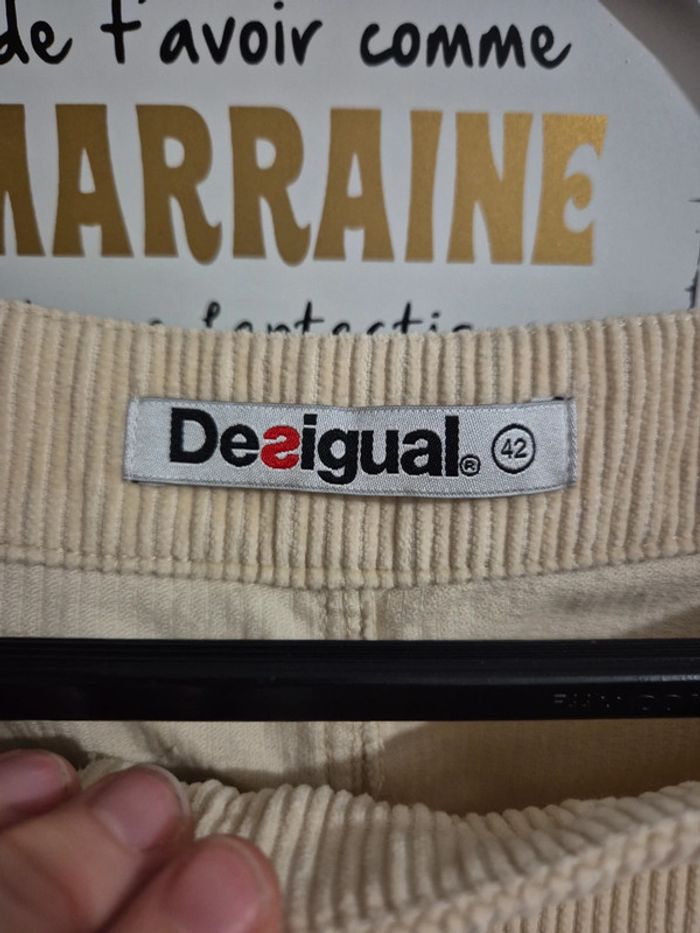 de t'avoir comme
MARRAINE
Desigual® 42